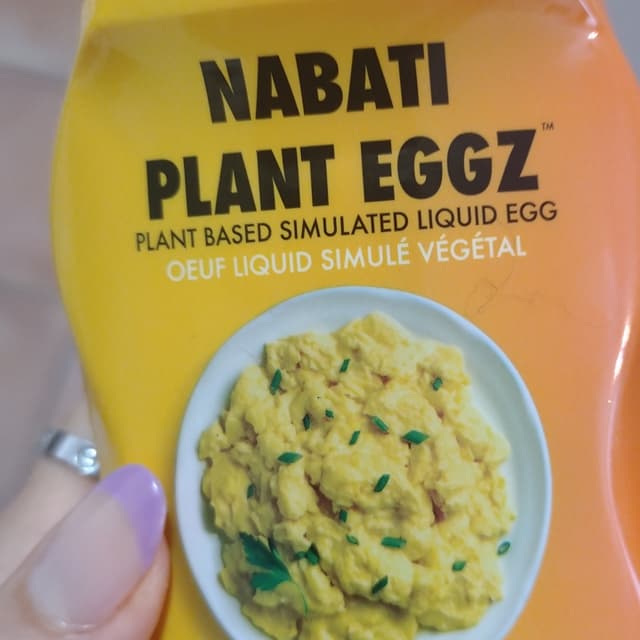 NABATI
PLANT EGGZ™
PLANT BASED SIMULATED LIQUID EGG
OEUF LIQUID SIMULÉ VÉGÉTAL